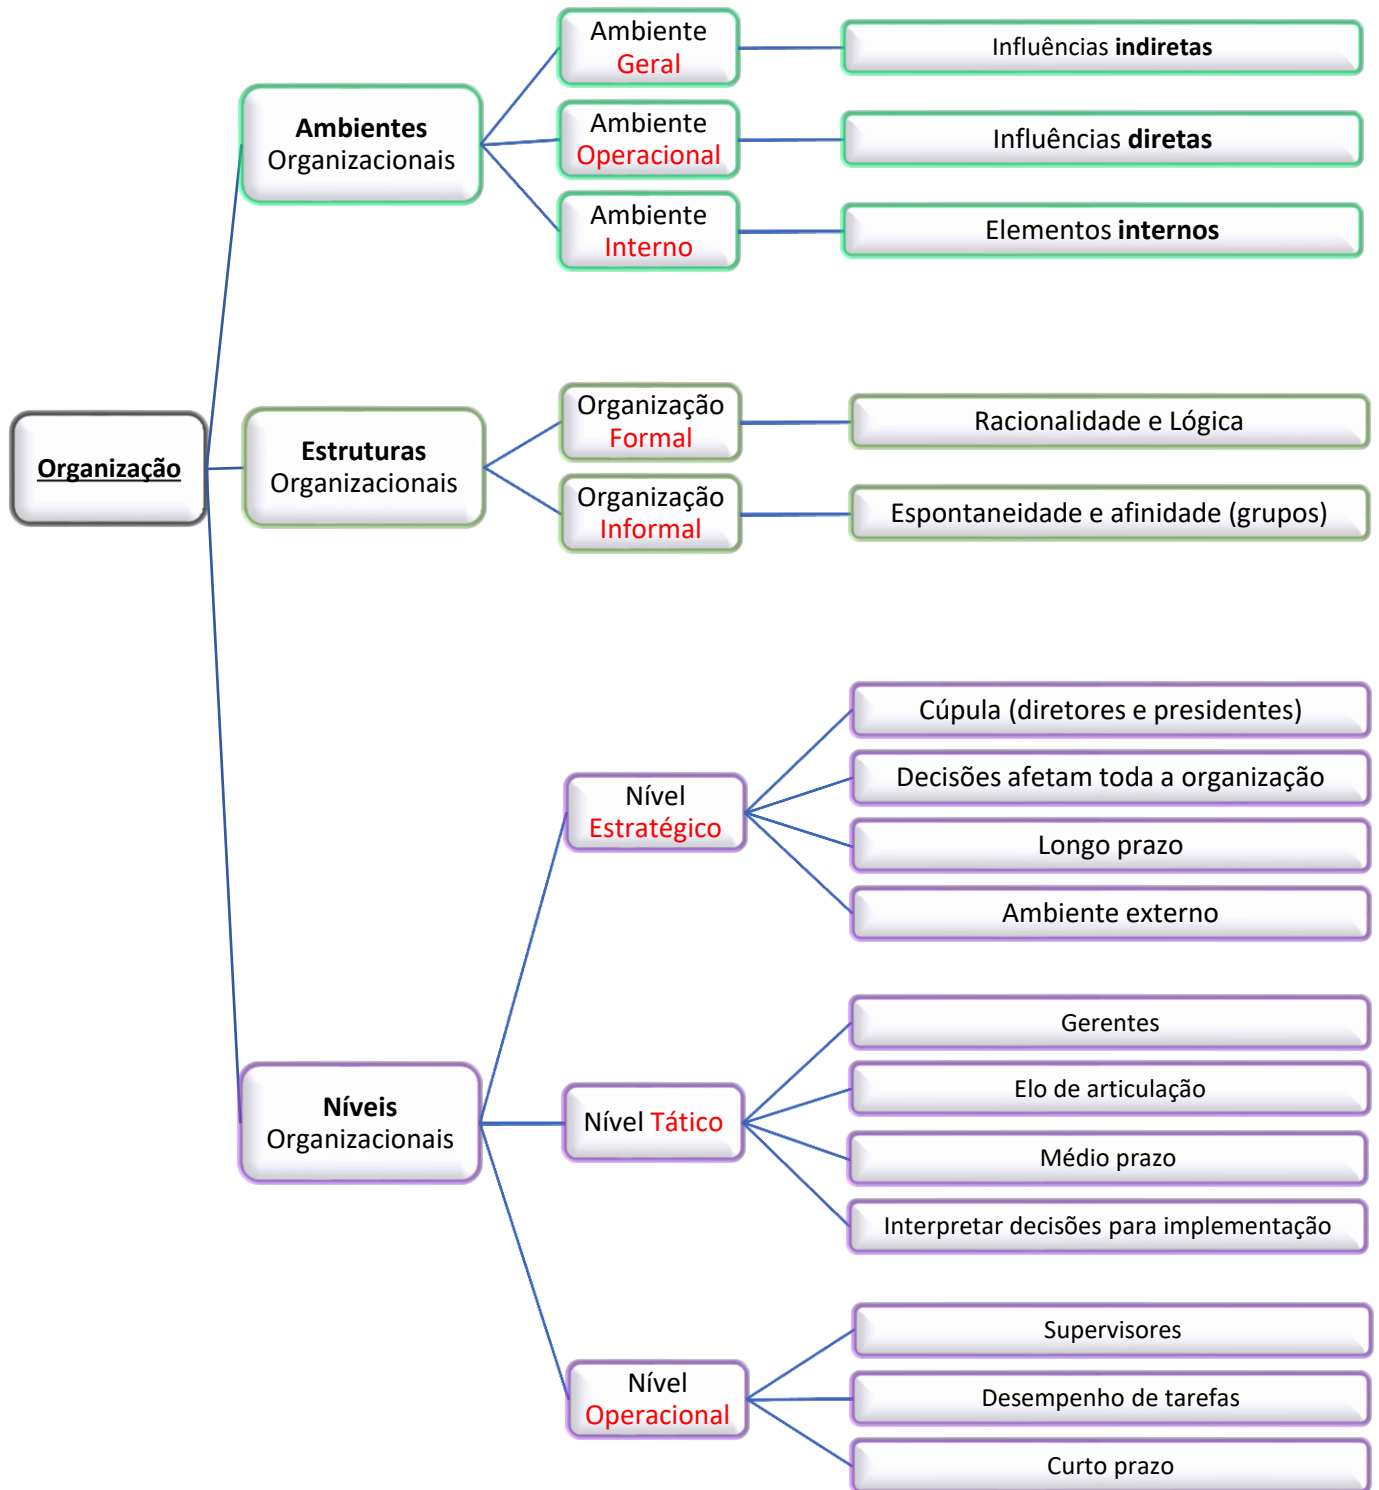 Organização
Ambientes
Organizacionais
Ambiente
Geral
Influências indiretas
Ambiente
Operacional
Influências diretas
Ambiente
Interno
Elementos internos
Estruturas
Organizacionais
Organização
Formal
Racionalidade e Lógica
Organização
Informal
Espontaneidade e afinidade (grupos)
Níveis
Organizacionais
Nível
Estratégico
Cúpula (diretores e presidentes)
Decisões afetam toda a organização
Longo prazo
Ambiente externo
Nível Tático
Gerentes
Elo de articulação
Médio prazo
Interpretar decisões para implementação
Nível
Operacional
Supervisores
Desempenho de tarefas
Curto prazo